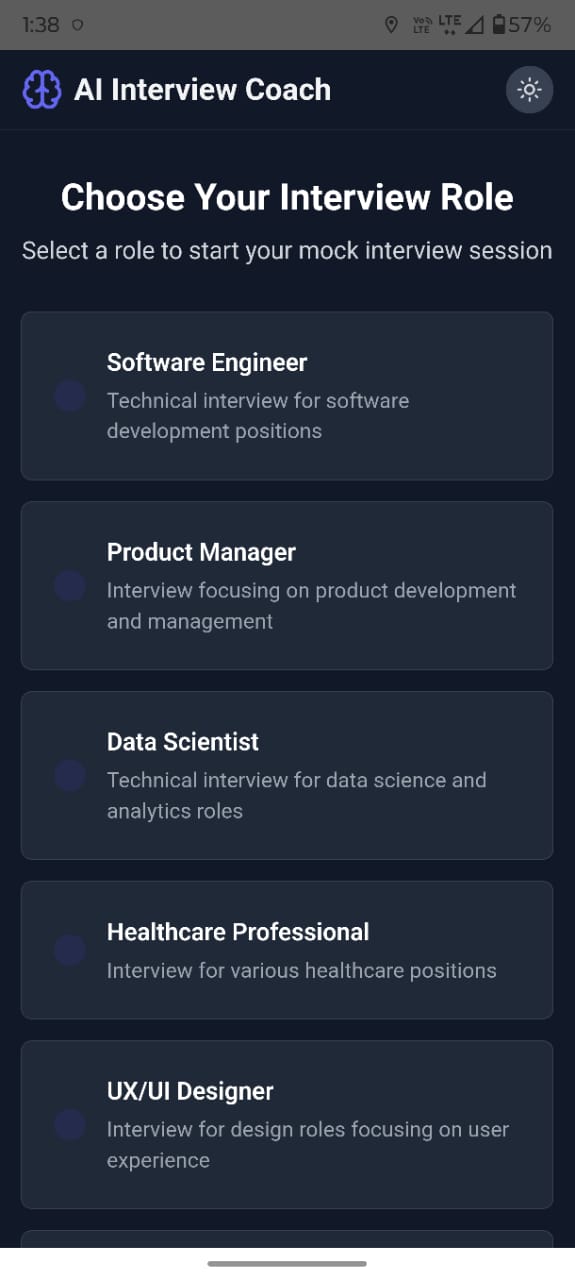 1:38
Vo)) LTE
LTE
57%
AI Interview Coach
Choose Your Interview Role
Select a role to start your mock interview session
Software Engineer
Technical interview for software
development positions
Product Manager
Interview focusing on product development
and management
Data Scientist
Technical interview for data science and
analytics roles
Healthcare Professional
Interview for various healthcare positions
UX/UI Designer
Interview for design roles focusing on user
experience